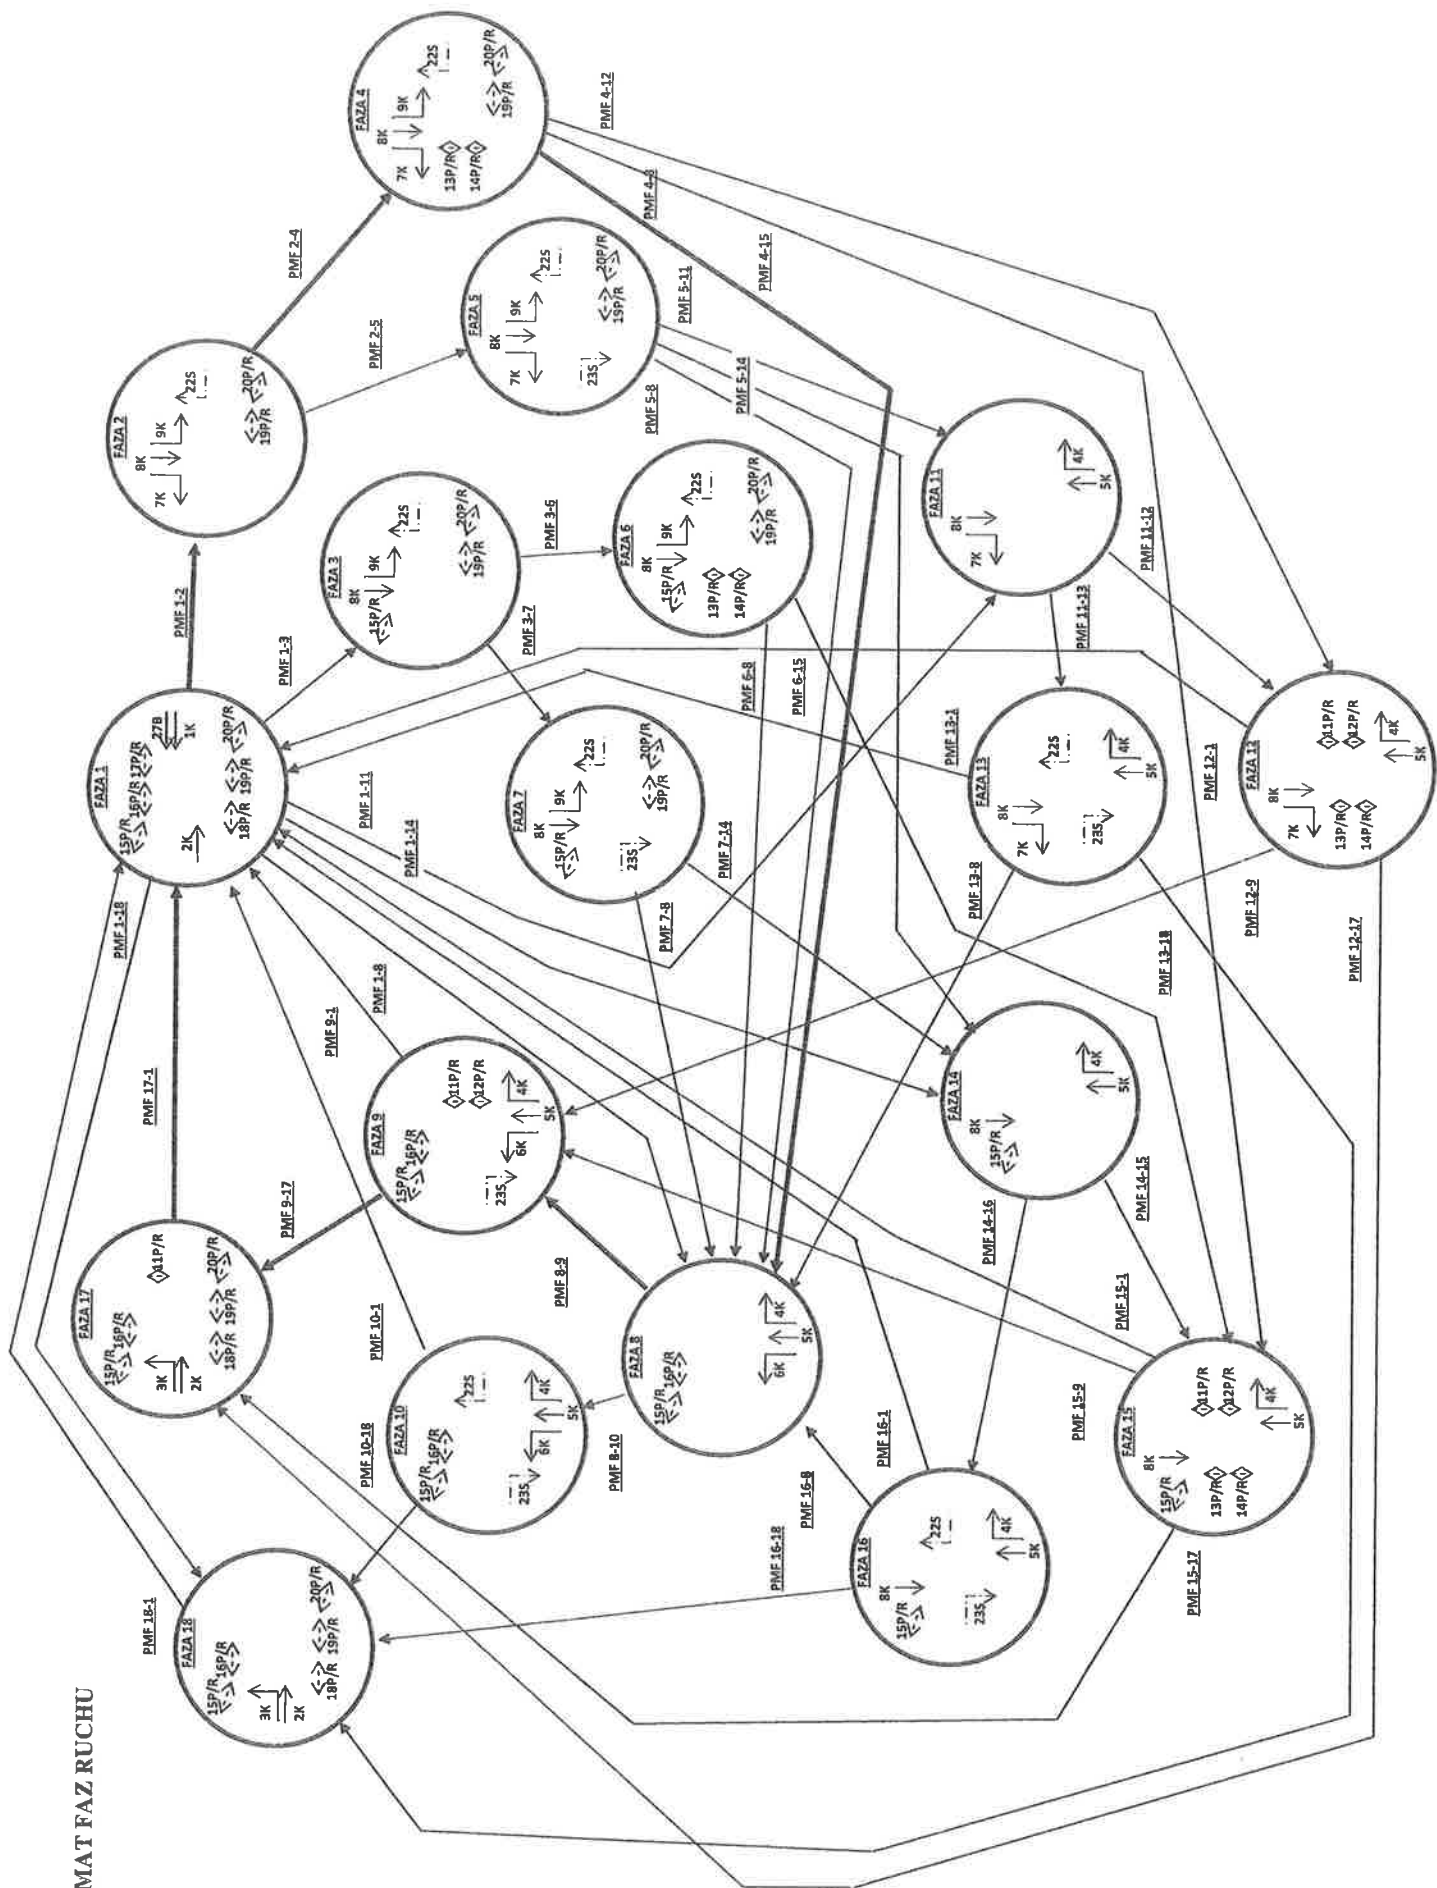 MAT FAZ RUCHU
FAZA 1
15P/R
16P/R
17P/R
27B
1K
2K
18P/R
19P/R
20P/R
FAZA 2
7K
8K
9K
22S
19P/R
20P/R
FAZA 3
15P/R
8K
9K
22S
19P/R
20P/R
FAZA 4
7K
8K
9K
22S
13P/R
14P/R
19P/R
20P/R
FAZA 5
7K
8K
9K
22S
23S
19P/R
20P/R
FAZA 6
15P/R
8K
9K
22S
13P/R
14P/R
19P/R
20P/R
FAZA 7
15P/R
8K
9K
22S
23S
19P/R
20P/R
FAZA 8
15P/R
16P/R
6K
5K
4K
FAZA 9
15P/R
16P/R
11P/R
12P/R
23S
6K
5K
4K
FAZA 10
15P/R
16P/R
22S
23S
6K
5K
4K
FAZA 11
7K
8K
5K
4K
FAZA 12
7K
8K
11P/R
12P/R
13P/R
14P/R
5K
4K
FAZA 13
7K
8K
22S
23S
5K
4K
FAZA 14
15P/R
8K
5K
4K
FAZA 15
15P/R
8K
11P/R
12P/R
13P/R
14P/R
5K
4K
FAZA 16
15P/R
8K
22S
23S
5K
4K
FAZA 17
15P/R
16P/R
11P/R
3K
2K
18P/R
19P/R
20P/R
FAZA 18
15P/R
16P/R
3K
2K
18P/R
19P/R
20P/R
PMF 1-2
PMF 1-3
PMF 1-8
PMF 1-11
PMF 1-14
PMF 1-18
PMF 2-4
PMF 2-5
PMF 3-6
PMF 3-7
PMF 4-8
PMF 4-12
PMF 4-15
PMF 5-8
PMF 5-11
PMF 5-14
PMF 6-8
PMF 6-15
PMF 7-8
PMF 7-14
PMF 8-9
PMF 8-10
PMF 9-1
PMF 9-17
PMF 10-1
PMF 10-18
PMF 11-12
PMF 11-13
PMF 12-1
PMF 12-9
PMF 12-17
PMF 13-1
PMF 13-8
PMF 13-18
PMF 14-15
PMF 14-16
PMF 15-1
PMF 15-9
PMF 15-17
PMF 16-1
PMF 16-8
PMF 16-18
PMF 17-1
PMF 18-1